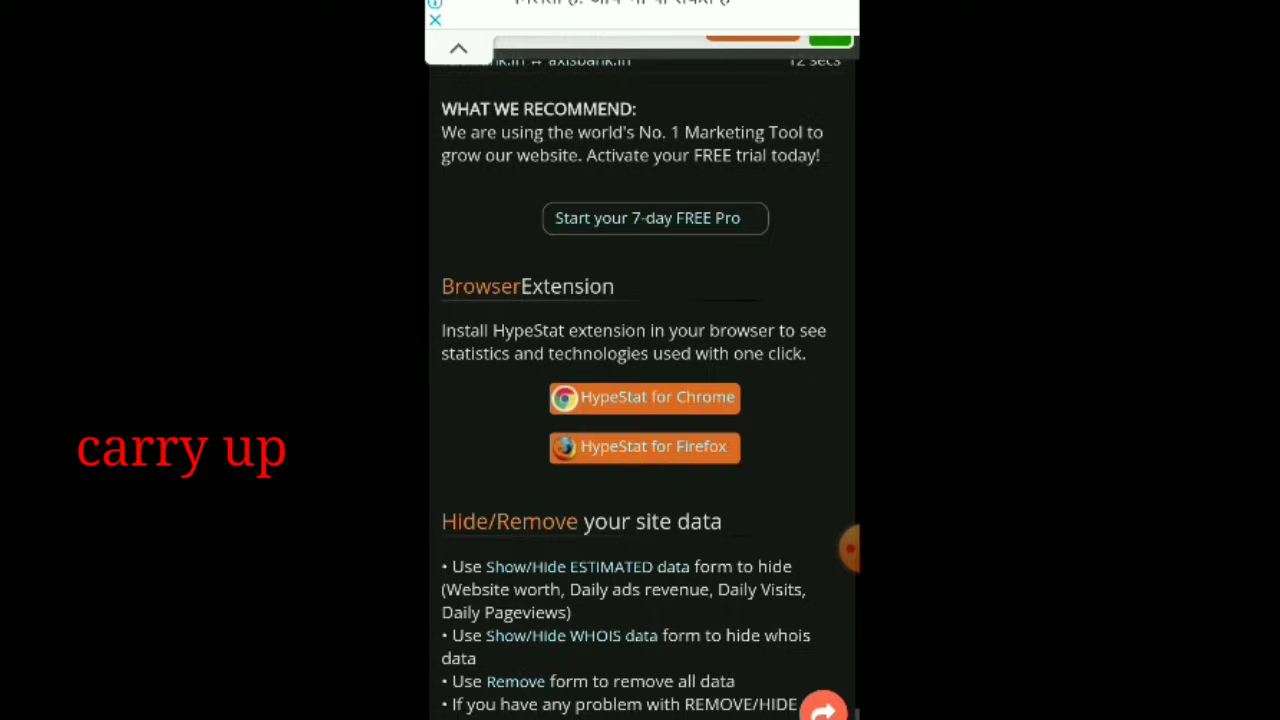 ↔ axisbank.in 12 secs
WHAT WE RECOMMEND:
We are using the world's No. 1 Marketing Tool to
grow our website. Activate your FREE trial today!
Start your 7-day FREE Pro
BrowserExtension
Install HypeStat extension in your browser to see
statistics and technologies used with one click.
HypeStat for Chrome
HypeStat for Firefox
carry up
Hide/Remove your site data
• Use Show/HIde ESTIMATED data form to hide
(Website worth, Daily ads revenue, Daily Visits,
Daily Pageviews)
• Use Show/HIde WHOIS data form to hide whois
data
• Use Remove form to remove all data
• If you have any problem with REMOVE/HIDE